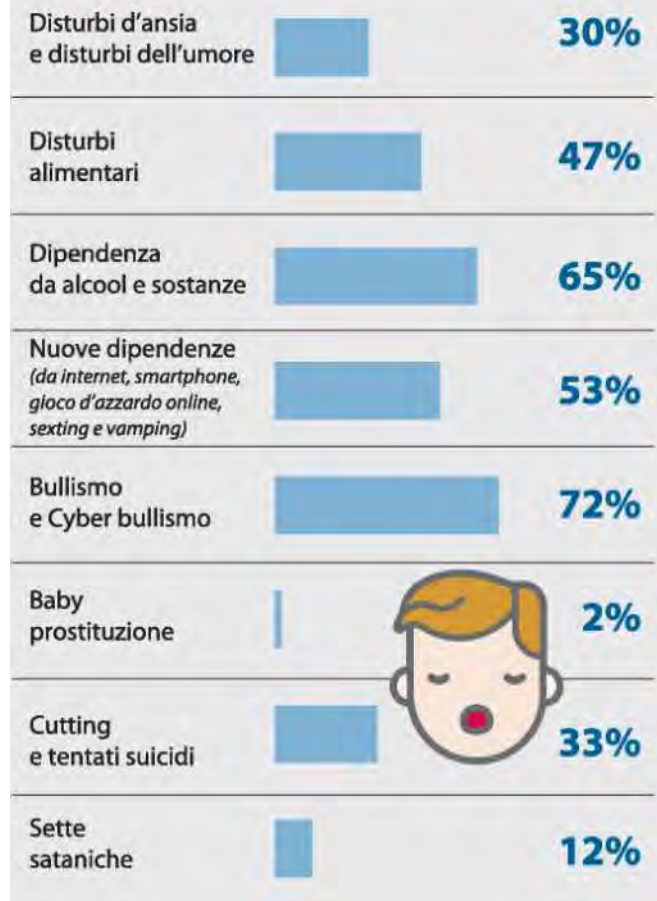 Disturbi d'ansia
e disturbi dell'umore
30%
Disturbi
alimentari
47%
Dipendenza
da alcool e sostanze
65%
Nuove dipendenze
(da internet, smartphone,
gioco d'azzardo online,
sexting e vamping)
53%
Bullismo
e Cyber bullismo
72%
Baby
prostituzione
2%
Cutting
e tentati suicidi
33%
Sette
sataniche
12%